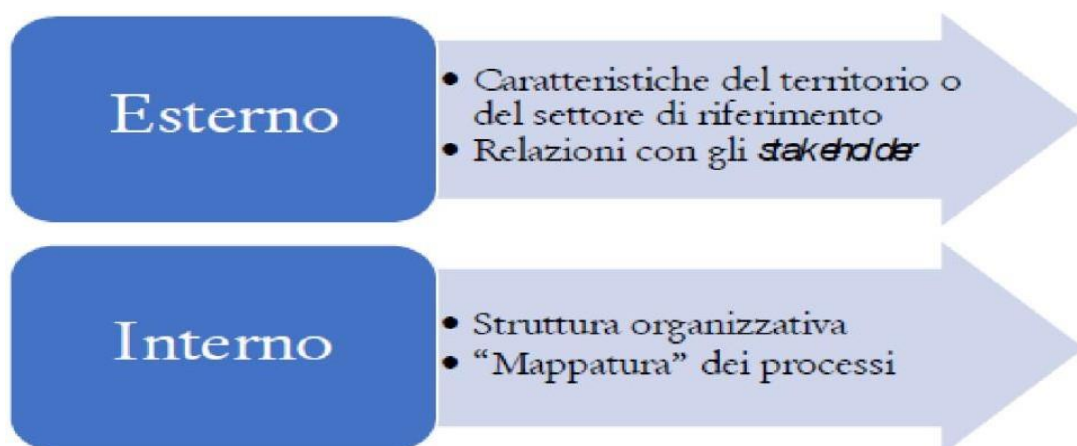 Esterno
• Caratteristiche del territorio o
del settore di riferimento
• Relazioni con gli stakeholder
Interno
• Struttura organizzativa
• “Mappatura” dei processi